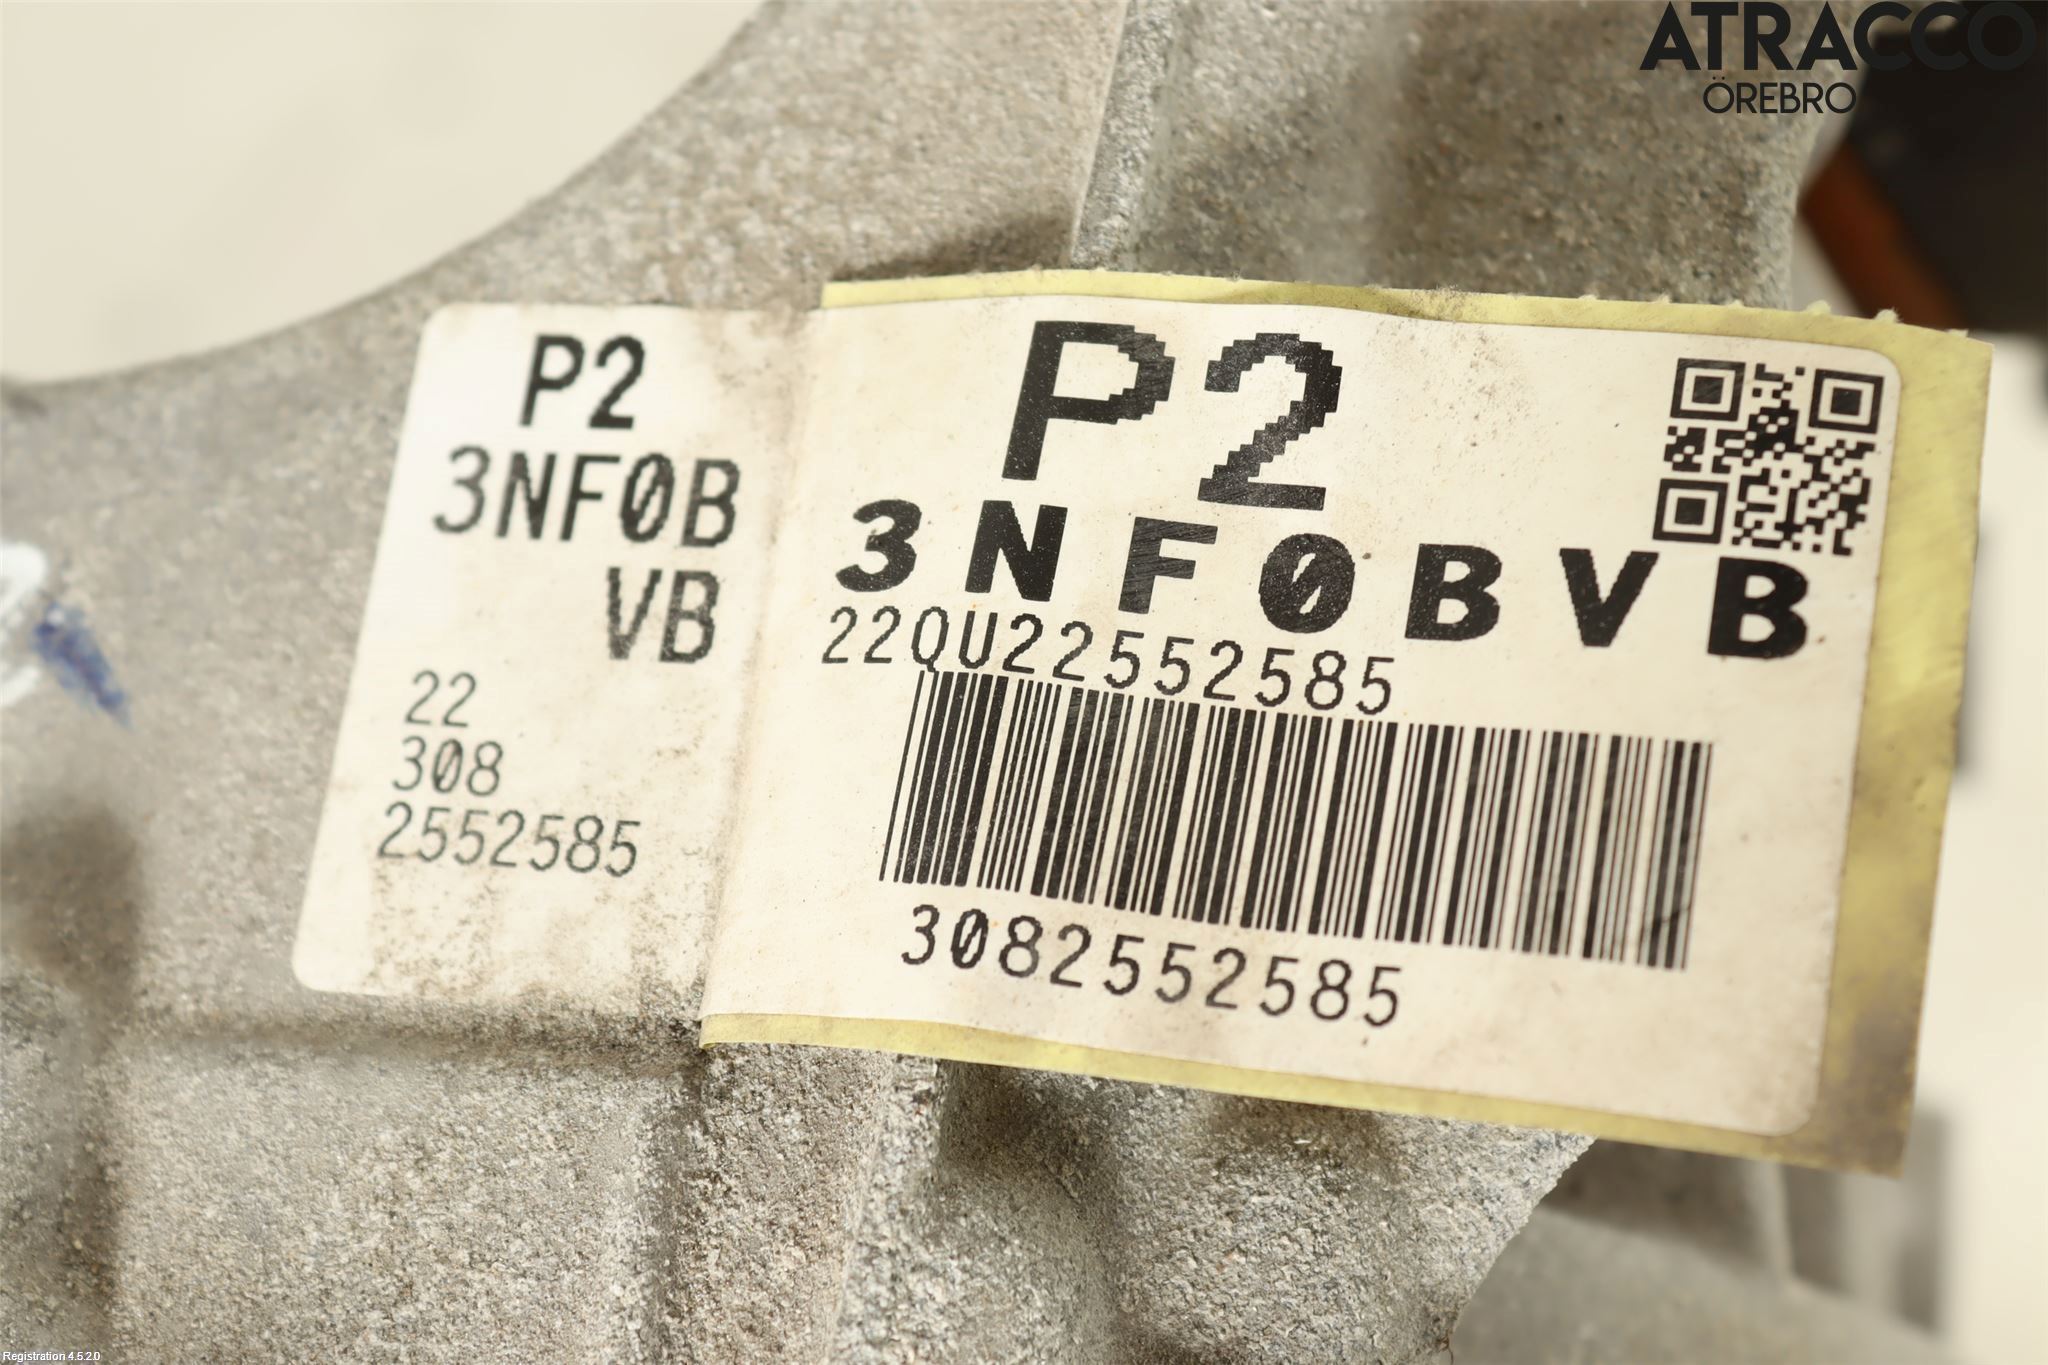 ATRACCO
ÖREBRO
P2
3NF0B
VB
22
308
2552585
P2
3NF0BVB
22QU22552585
3082552585
Registration 4.5.2.0